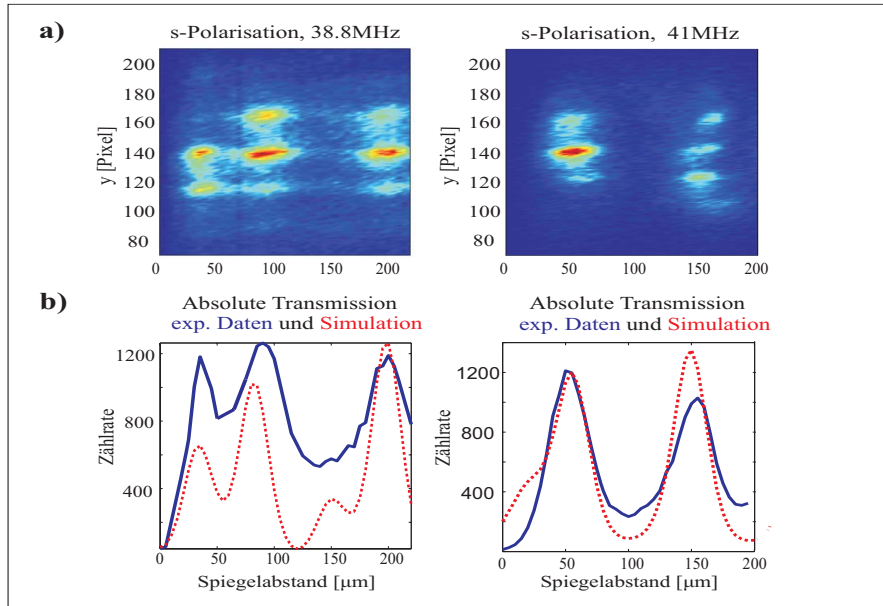 a)
s-Polarisation, 38.8MHz
s-Polarisation, 41MHz
y [Pixel]
200
180
160
140
120
100
80
0 50 100 150 200
y [Pixel]
200
180
160
140
120
100
80
0 50 100 150 200
b)
Absolute Transmission
exp. Daten und Simulation
Absolute Transmission
exp. Daten und Simulation
Zählrate
1200
800
400
0 50 100 150 200
Spiegelabstand [µm]
Zählrate
1200
800
400
0 50 100 150 200
Spiegelabstand [µm]